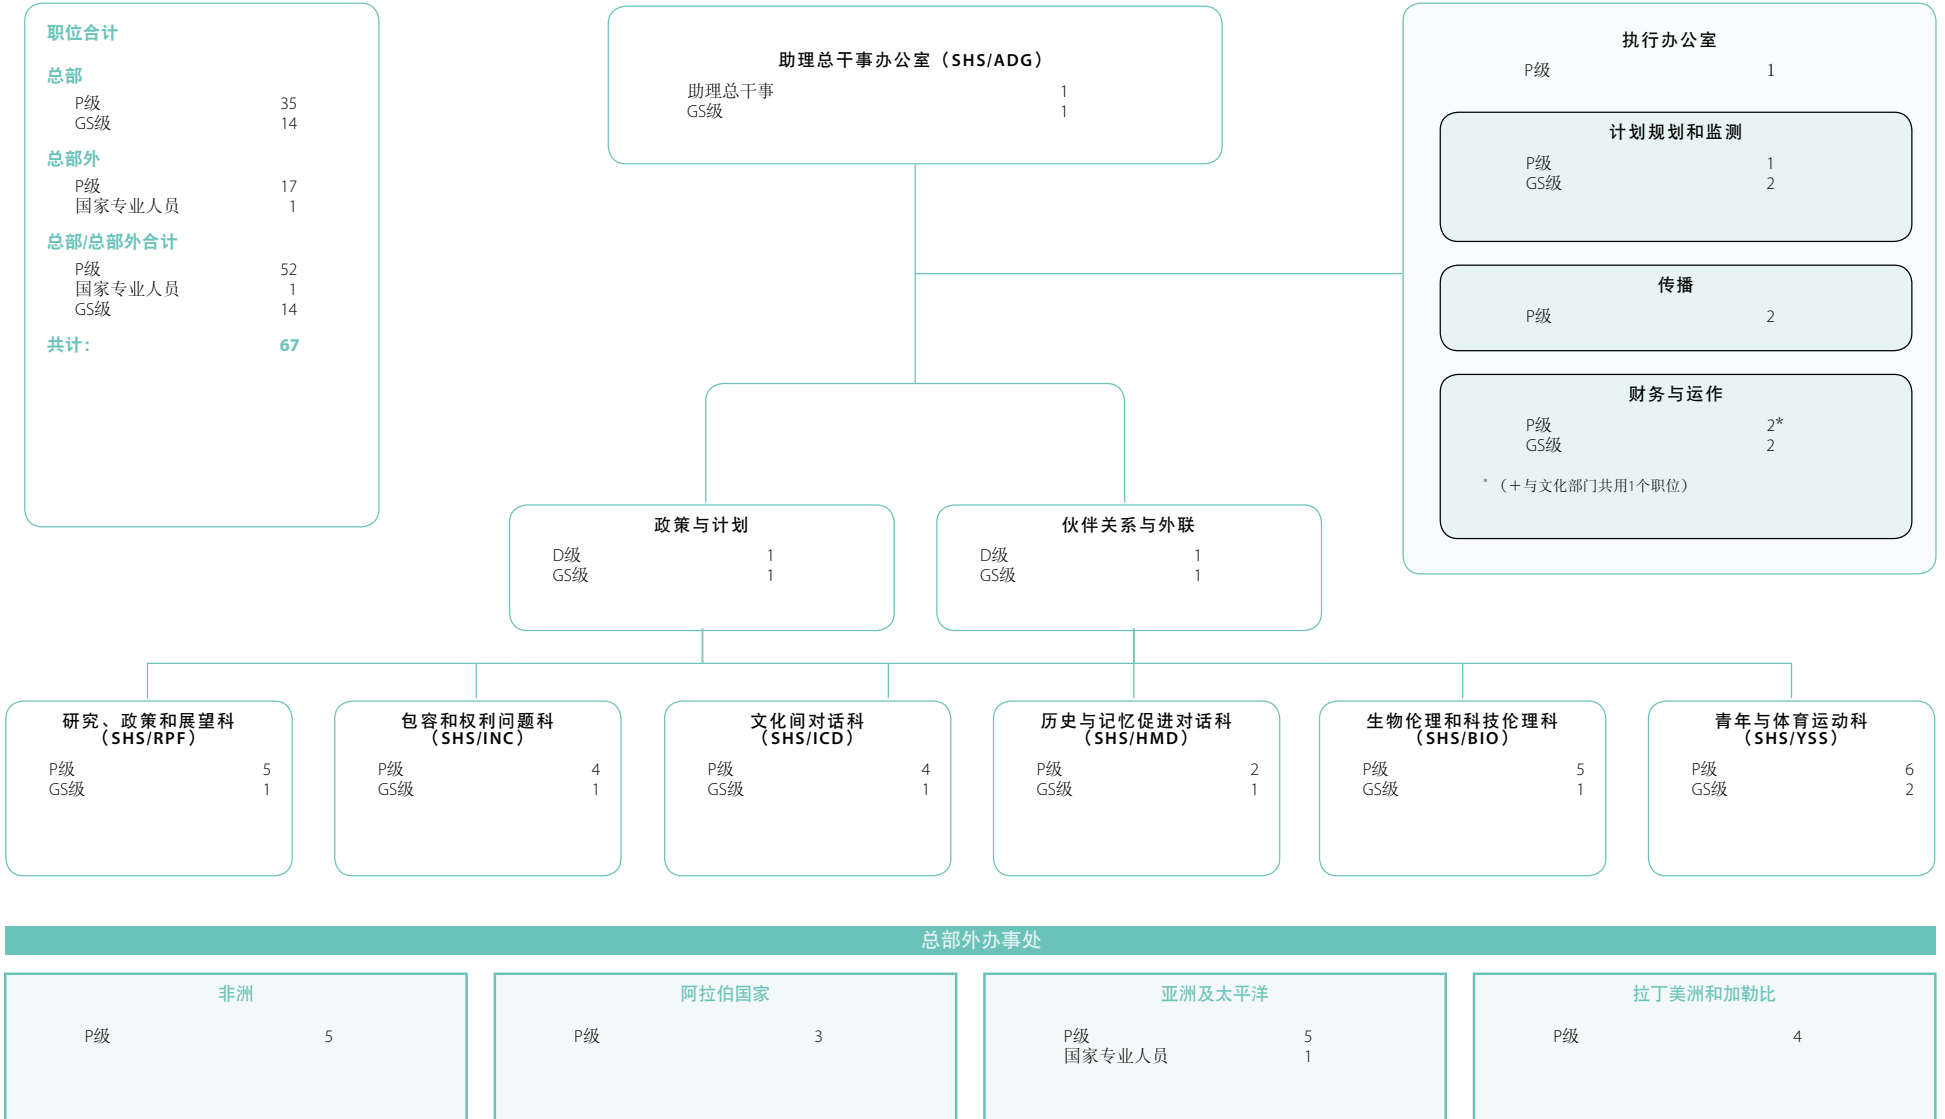 职位合计
总部
P级 35
GS级 14
总部外
P级 17
国家专业人员 1
总部/总部外合计
P级 52
国家专业人员 1
GS级 14
共计： 67
助理总干事办公室（SHS/ADG）
助理总干事 1
GS级 1
执行办公室
P级 1
计划规划和监测
P级 1
GS级 2
传播
P级 2
财务与运作
P级 2*
GS级 2
* （＋与文化部门共用1个职位）
政策与计划
D级 1
GS级 1
伙伴关系与外联
D级 1
GS级 1
研究、政策和展望科
（SHS/RPF）
P级 5
GS级 1
包容和权利问题科
（SHS/INC）
P级 4
GS级 1
文化间对话科
（SHS/ICD）
P级 4
GS级 1
历史与记忆促进对话科
（SHS/HMD）
P级 2
GS级 1
生物伦理和科技伦理科
（SHS/BIO）
P级 5
GS级 1
青年与体育运动科
（SHS/YSS）
P级 6
GS级 2
总部外办事处
非洲
P级 5
阿拉伯国家
P级 3
亚洲及太平洋
P级 5
国家专业人员 1
拉丁美洲和加勒比
P级 4